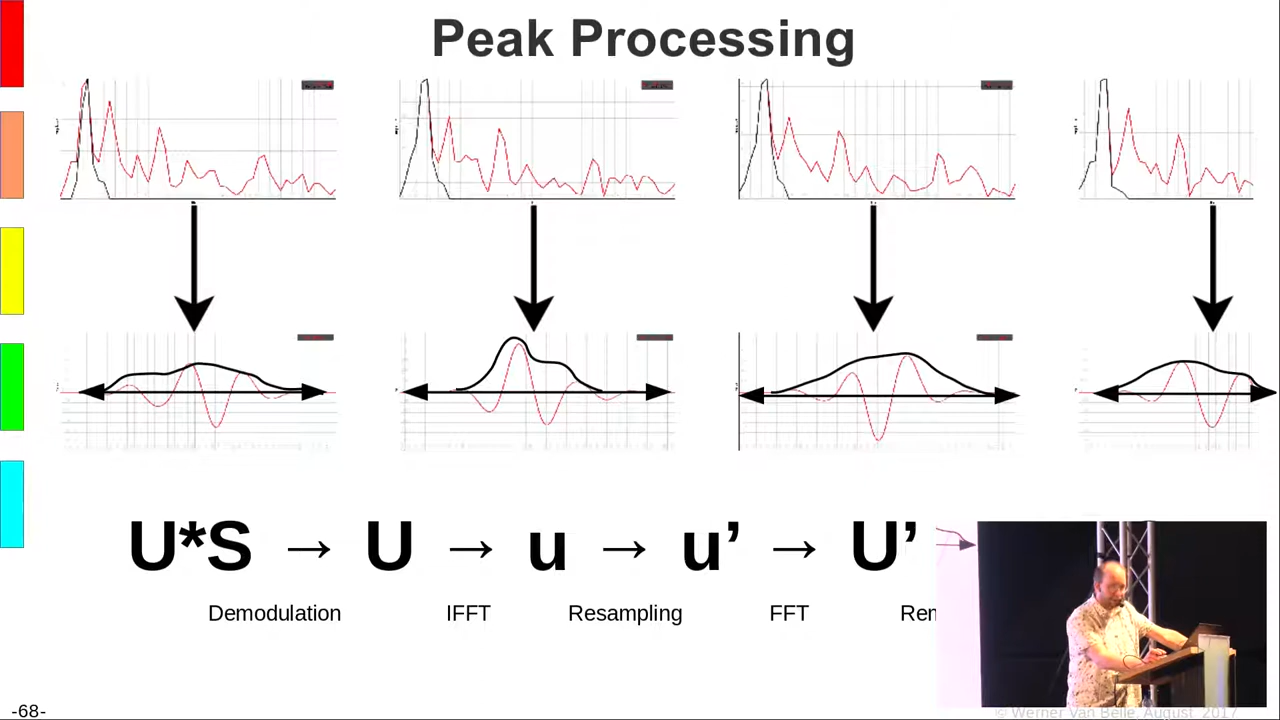 Peak Processing
U*S → U → u → u’ → U’
Demodulation IFFT Resampling FFT Rem
-68-
© Werner Van Belle, August, 2017